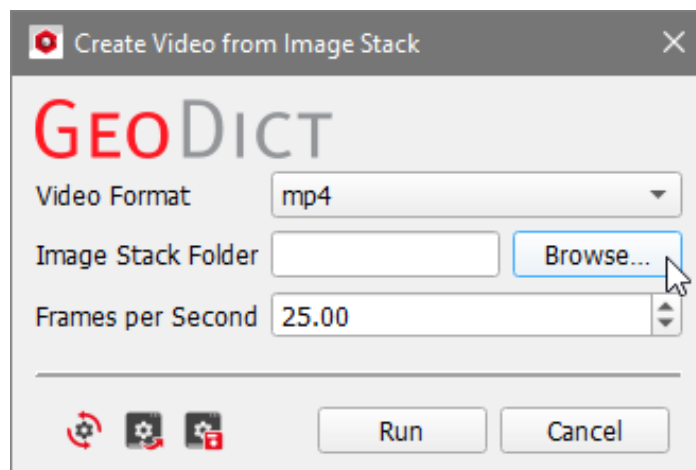 Create Video from Image Stack
GEODICT
Video Format mp4
Image Stack Folder Browse...
Frames per Second 25.00
Run Cancel